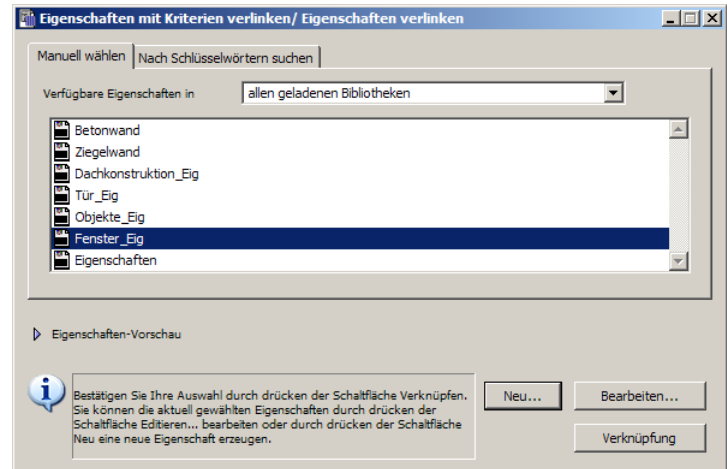 Eigenschaften mit Kriterien verlinken/ Eigenschaften verlinken
Manuell wählen
Nach Schlüsselwörtern suchen
Verfügbare Eigenschaften in
allen geladenen Bibliotheken
Betonwand
Ziegelwand
Dachkonstruktion_Eig
Tür_Eig
Objekte_Eig
Fenster_Eig
Eigenschaften
Eigenschaften-Vorschau
Bestätigen Sie Ihre Auswahl durch drücken der Schaltfläche Verknüpfen.
Sie können die aktuell gewählten Eigenschaften durch drücken der
Schaltfläche Editieren... bearbeiten oder durch drücken der Schaltfläche
Neu eine neue Eigenschaft erzeugen.
Neu...
Bearbeiten...
Verknüpfung